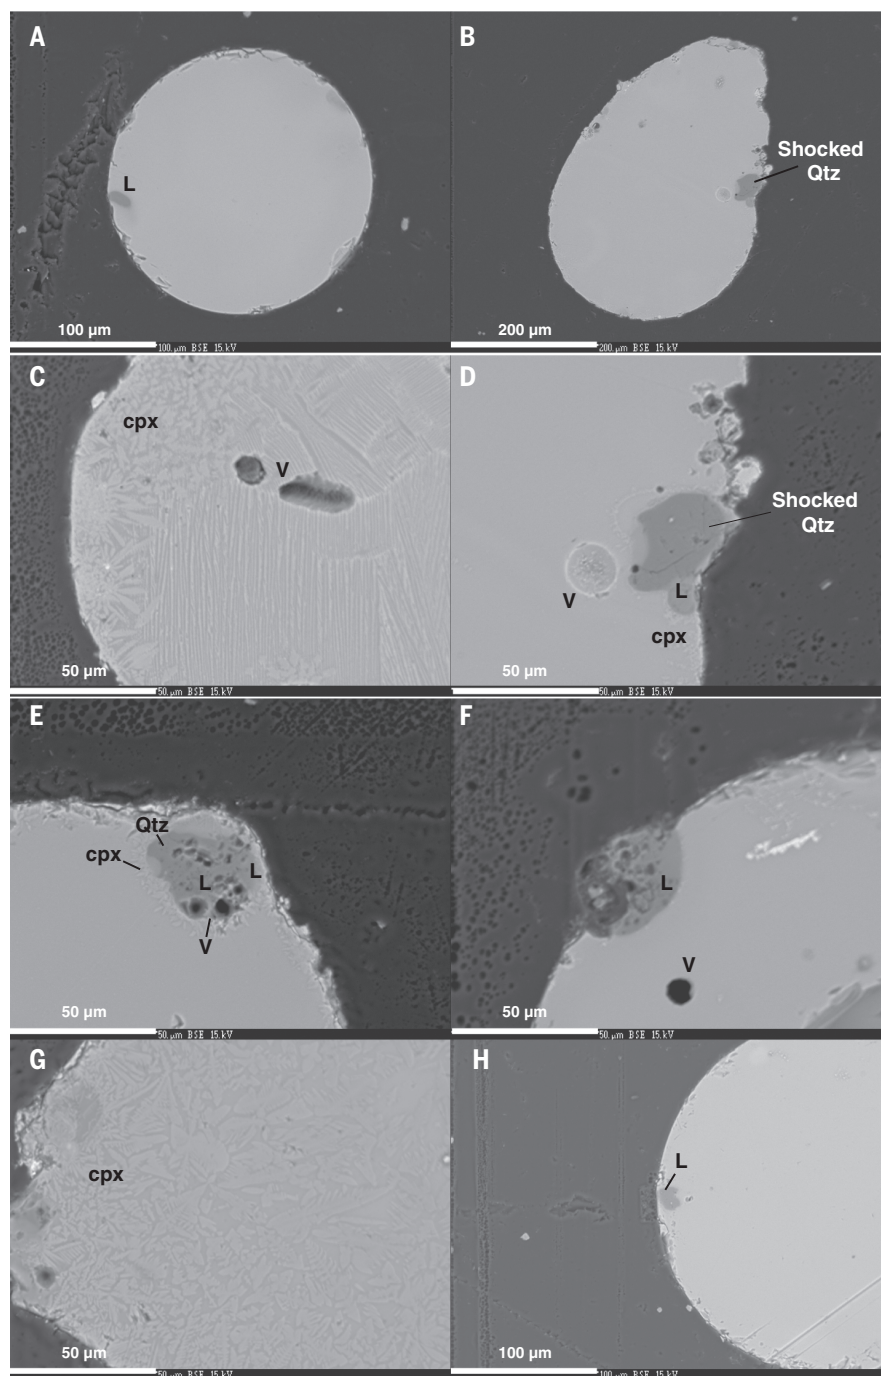 A
L
100 µm
100.µm BSE 15.kV
B
Shocked
Qtz
200 µm
200.µm BSE 15.kV
C
cpx
V
50 µm
50.µm BSE 15.kV
D
Shocked
Qtz
V
L
cpx
50 µm
50.µm BSE 15.kV
E
Qtz
cpx
L
L
V
50 µm
50.µm BSE 15.kV
F
L
V
50 µm
50.µm BSE 15.kV
G
cpx
50 µm
50.µm BSE 15.kV
H
L
100 µm
100.µm BSE 15.kV